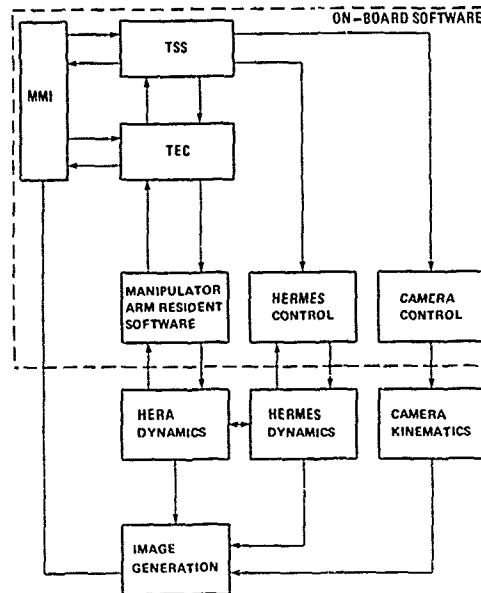 ON-BOARD SOFTWARE
TSS
MMI
TEC
MANIPULATOR
ARM RESIDENT
SOFTWARE
HERMES
CONTROL
CAMERA
CONTROL
HERA
DYNAMICS
HERMES
DYNAMICS
CAMERA
KINEMATICS
IMAGE
GENERATION